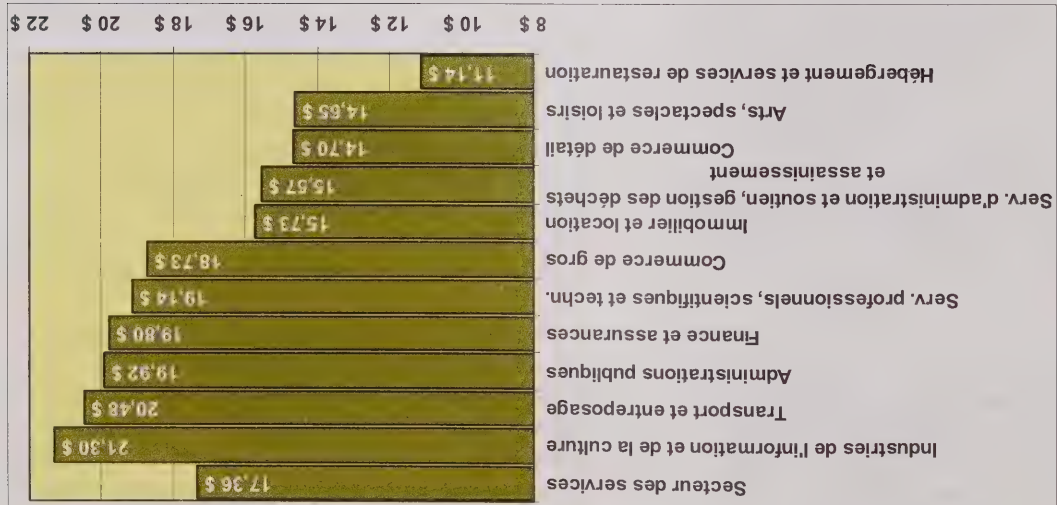 Secteur des services 17,36 $
Industries de l'information et de la culture 21,30 $
Transport et entreposage 20,48 $
Administrations publiques 19,92 $
Finance et assurances 19,80 $
Serv. professionnels, scientifiques et techn. 19,14 $
Commerce de gros 18,73 $
Immobilier et location 15,73 $
Serv. d'administration et soutien, gestion des déchets
et assainissement 15,57 $
Commerce de détail 14,70 $
Arts, spectacles et loisirs 14,65 $
Hébergement et services de restauration 11,14 $
8 $ 10 $ 12 $ 14 $ 16 $ 18 $ 20 $ 22 $